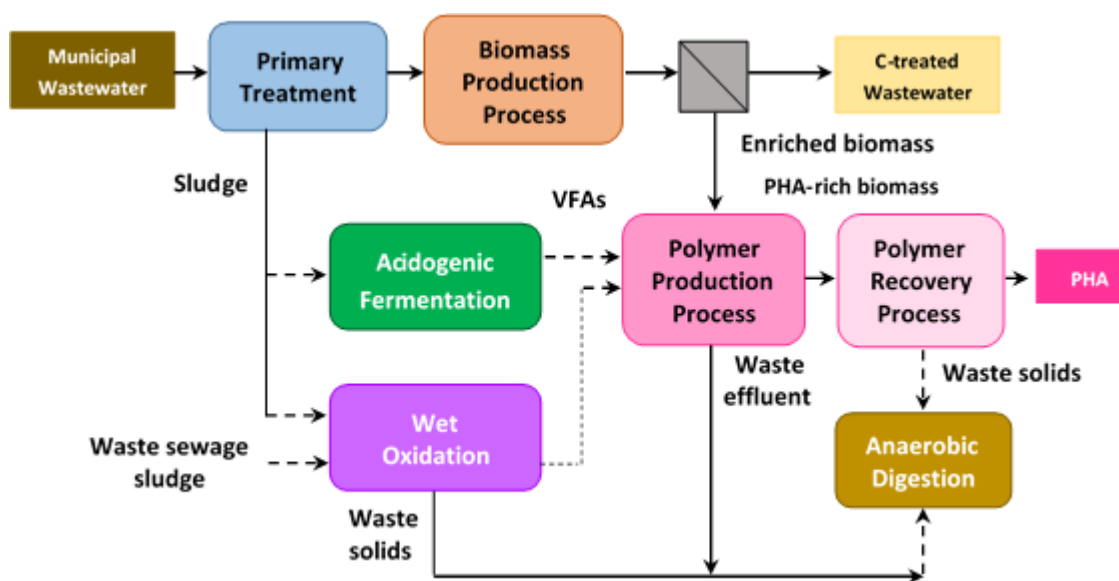 Municipal
Wastewater
Primary
Treatment
Biomass
Production
Process
C-treated
Wastewater
Enriched biomass
Sludge
VFAs
PHA-rich biomass
Acidogenic
Fermentation
Polymer
Production
Process
Polymer
Recovery
Process
PHA
Waste
effluent
Waste solids
Waste sewage
sludge
Wet
Oxidation
Anaerobic
Digestion
Waste
solids